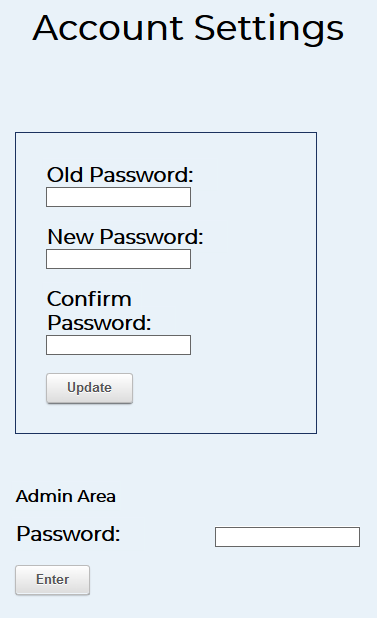 Account Settings
Old Password:
New Password:
Confirm
Password:
Update
Admin Area
Password:
Enter